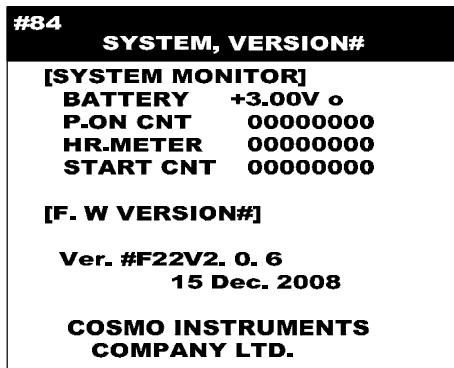 #84
SYSTEM, VERSION#
[SYSTEM MONITOR]
BATTERY +3.00V o
P.ON CNT 00000000
HR.METER 00000000
START CNT 00000000
[F. W VERSION#]
Ver. #F22V2. 0. 6
15 Dec. 2008
COSMO INSTRUMENTS
COMPANY LTD.